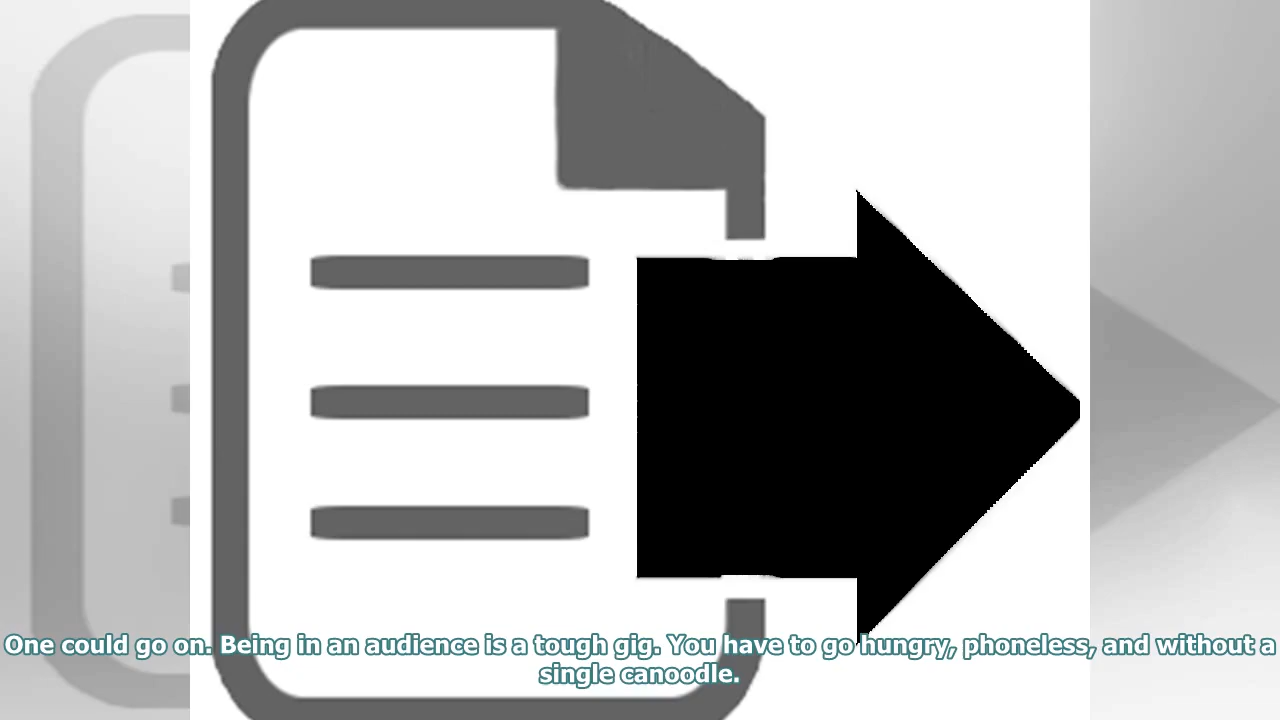 One could go on. Being in an audience is a tough gig. You have to go hungry, phoneless, and without a
single canoodle.